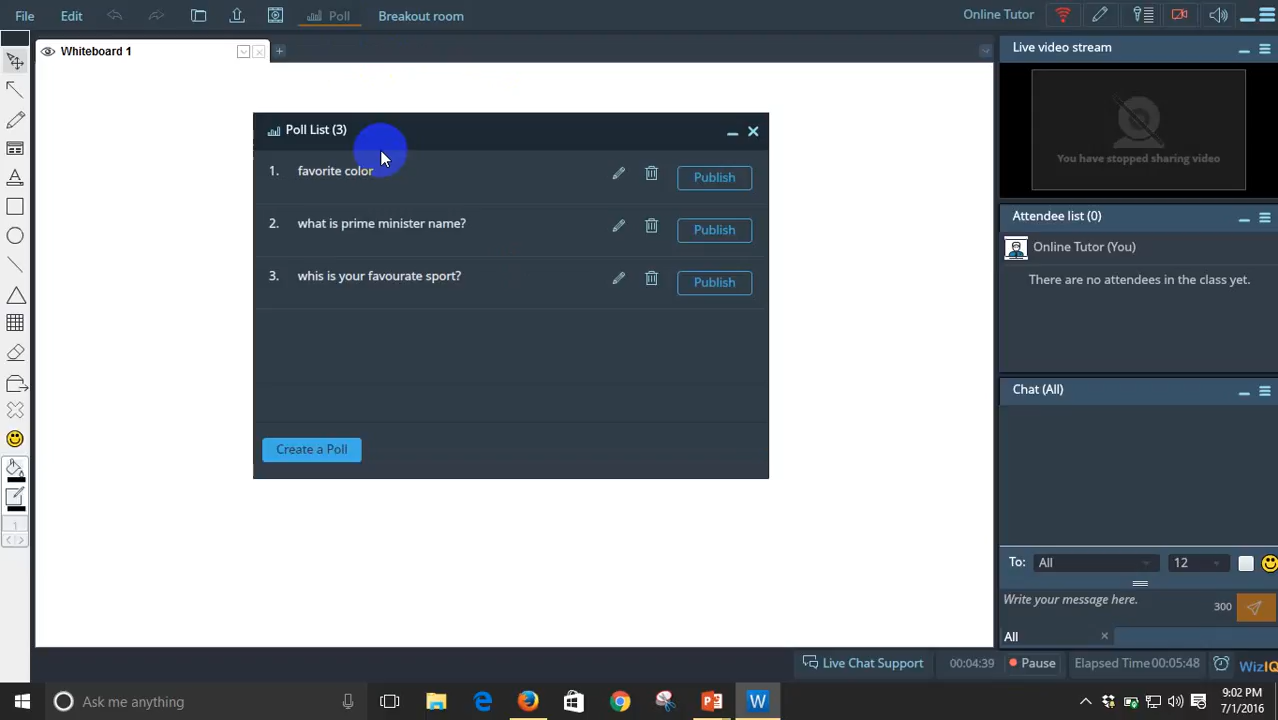 File Edit Poll Breakout room Online Tutor
Whiteboard 1
Live video stream
You have stopped sharing video
Poll List (3)
1. favorite color Publish
2. what is prime minister name? Publish
3. whis is your favourate sport? Publish
Create a Poll
Attendee list (0)
Online Tutor (You)
There are no attendees in the class yet.
Chat (All)
To: All 12
Write your message here. 300
All
1
Live Chat Support 00:04:39 Pause Elapsed Time 00:05:48 WizIQ
Ask me anything
9:02 PM
7/1/2016